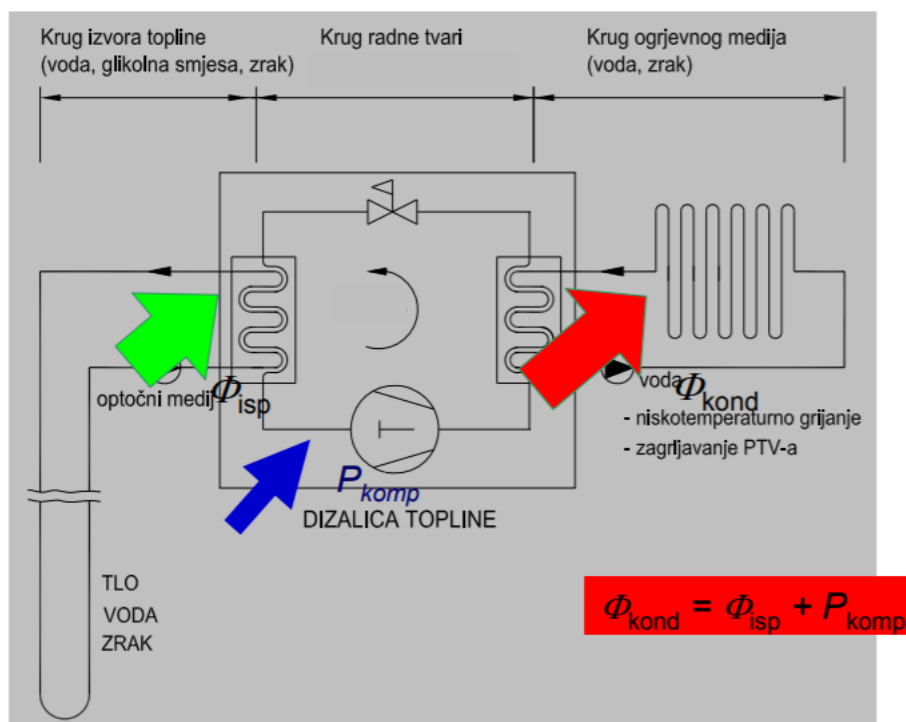 Krug izvora topline
(voda, glikolna smjesa, zrak)
Krug radne tvari
Krug ogrjevnog medija
(voda, zrak)
optočni medij
Φisp
Pkomp
DIZALICA TOPLINE
voda
Φkond
- niskotemperaturno grijanje
- zagrljavanje PTV-a
TLO
VODA
ZRAK
Φkond = Φisp + Pkomp